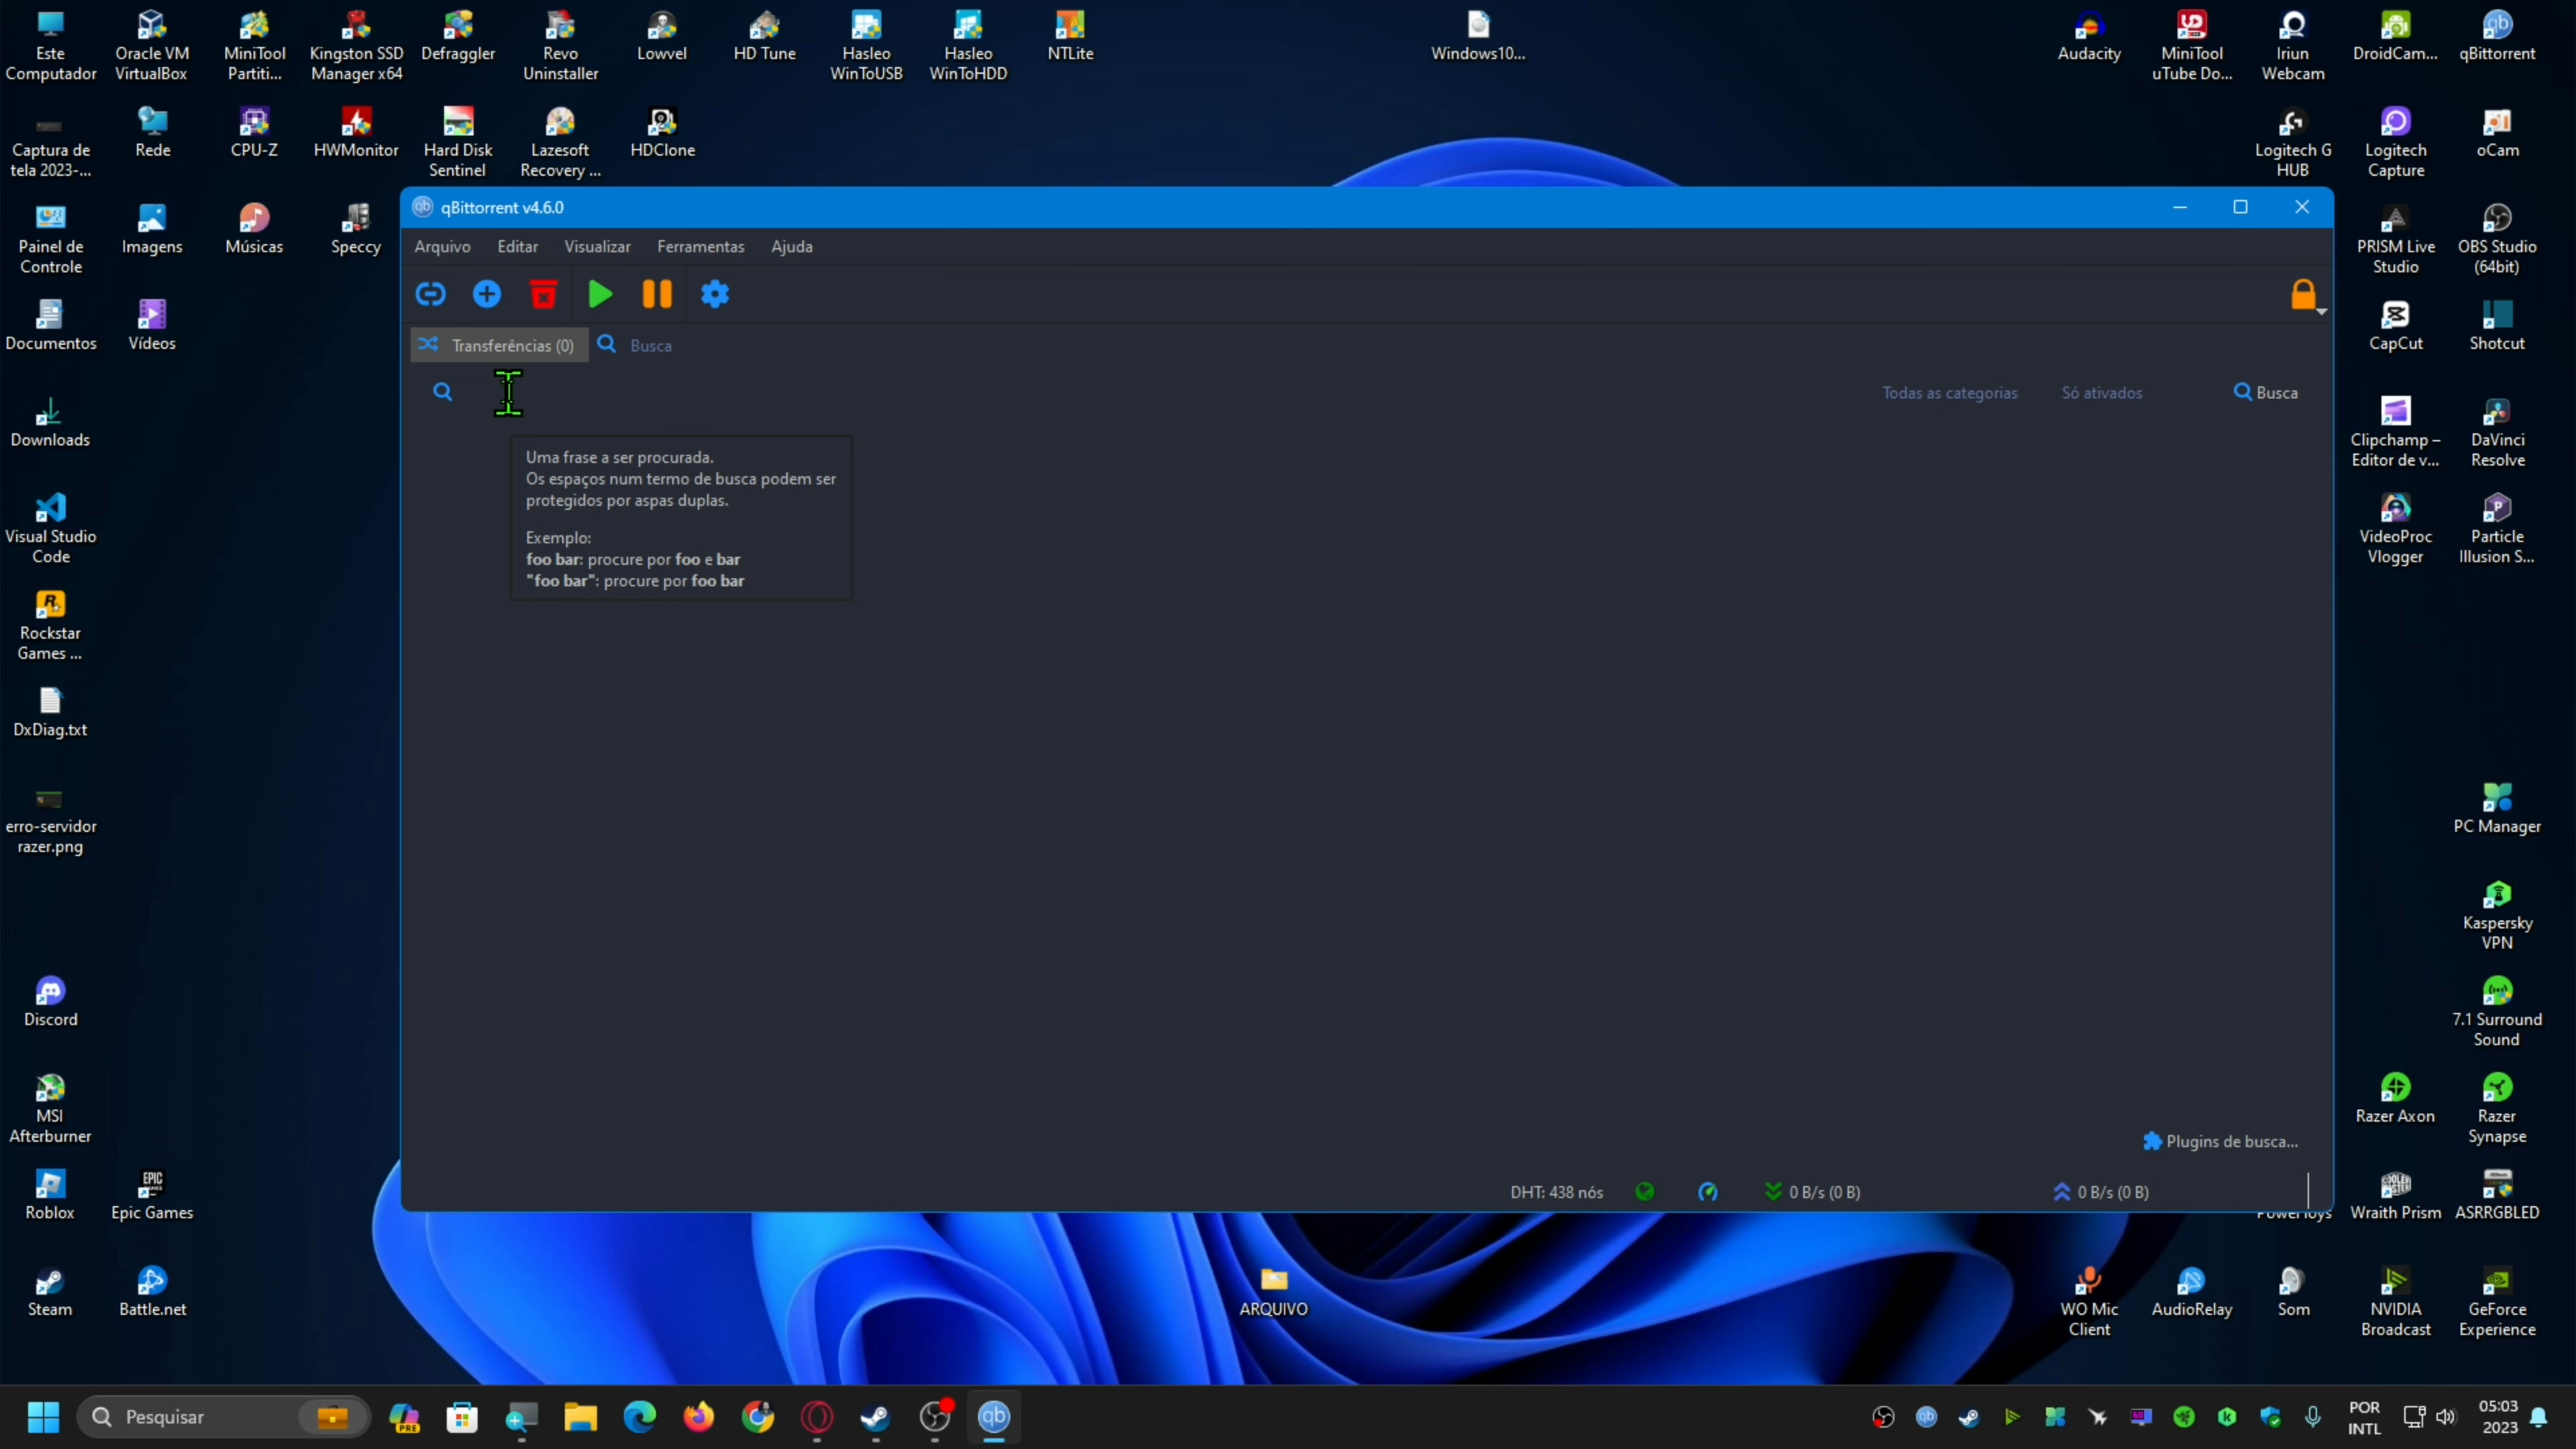 Este
Computador
Oracle VM
VirtualBox
MiniTool
Partiti...
Kingston SSD
Manager x64
Defraggler
Revo
Uninstaller
Lowvel
HD Tune
Hasleo
WinToUSB
Hasleo
WinToHDD
NTLite
Windows10...
Audacity
MiniTool
uTube Do...
Iriun
Webcam
DroidCam...
qBittorrent
Captura de
tela 2023-...
Rede
CPU-Z
HWMonitor
Hard Disk
Sentinel
Lazesoft
Recovery ...
HDClone
Logitech G
HUB
Logitech
Capture
oCam
Painel de
Controle
Imagens
Músicas
Speccy
PRISM Live
Studio
OBS Studio
(64bit)
Documentos
Vídeos
CapCut
Shotcut
Downloads
Clipchamp –
Editor de v...
DaVinci
Resolve
Visual Studio
Code
VideoProc
Vlogger
Particle
Illusion S...
Rockstar
Games ...
DxDiag.txt
erro-servidor
razer.png
PC Manager
Kaspersky
VPN
Discord
7.1 Surround
Sound
MSI
Afterburner
Razer Axon
Razer
Synapse
Roblox
Epic Games
PowerToys
Wraith Prism
ASRRGBLED
Steam
Battle.net
ARQUIVO
WO Mic
Client
AudioRelay
Som
NVIDIA
Broadcast
GeForce
Experience
qb qBittorrent v4.6.0
Arquivo Editar Visualizar Ferramentas Ajuda
Transferências (0) Busca
Todas as categorias Só ativados Busca
Uma frase a ser procurada.
Os espaços num termo de busca podem ser
protegidos por aspas duplas.
Exemplo:
foo bar: procure por foo e bar
"foo bar": procure por foo bar
Plugins de busca...
DHT: 438 nós 0 B/s (0 B) 0 B/s (0 B)
Pesquisar
PRE
qb
POR
INTL
05:03
2023